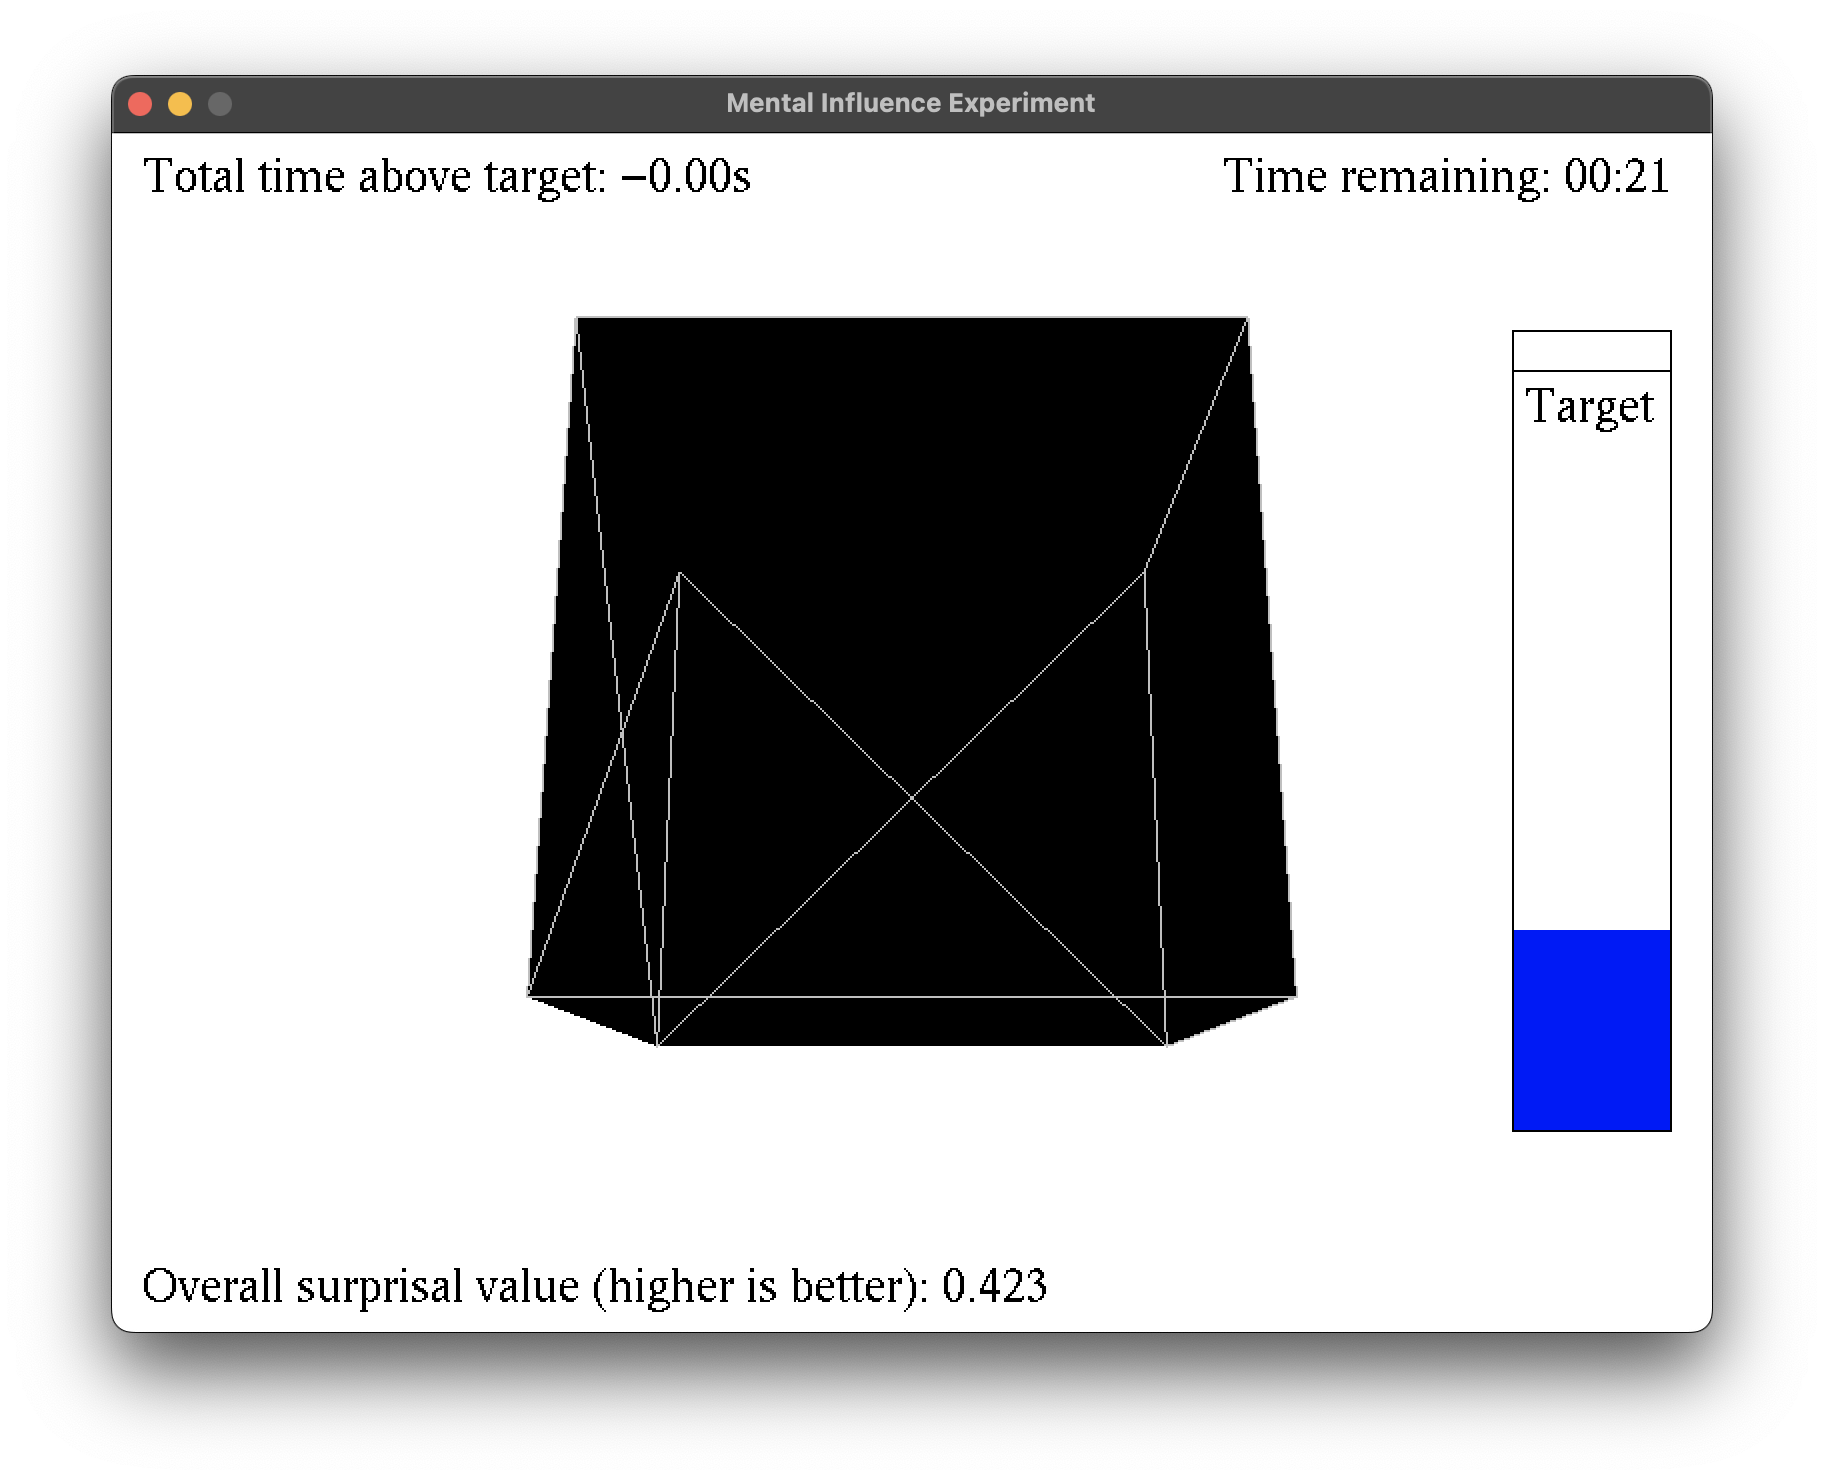 Mental Influence Experiment
Total time above target: −0.00s
Time remaining: 00:21
Target
Overall surprisal value (higher is better): 0.423